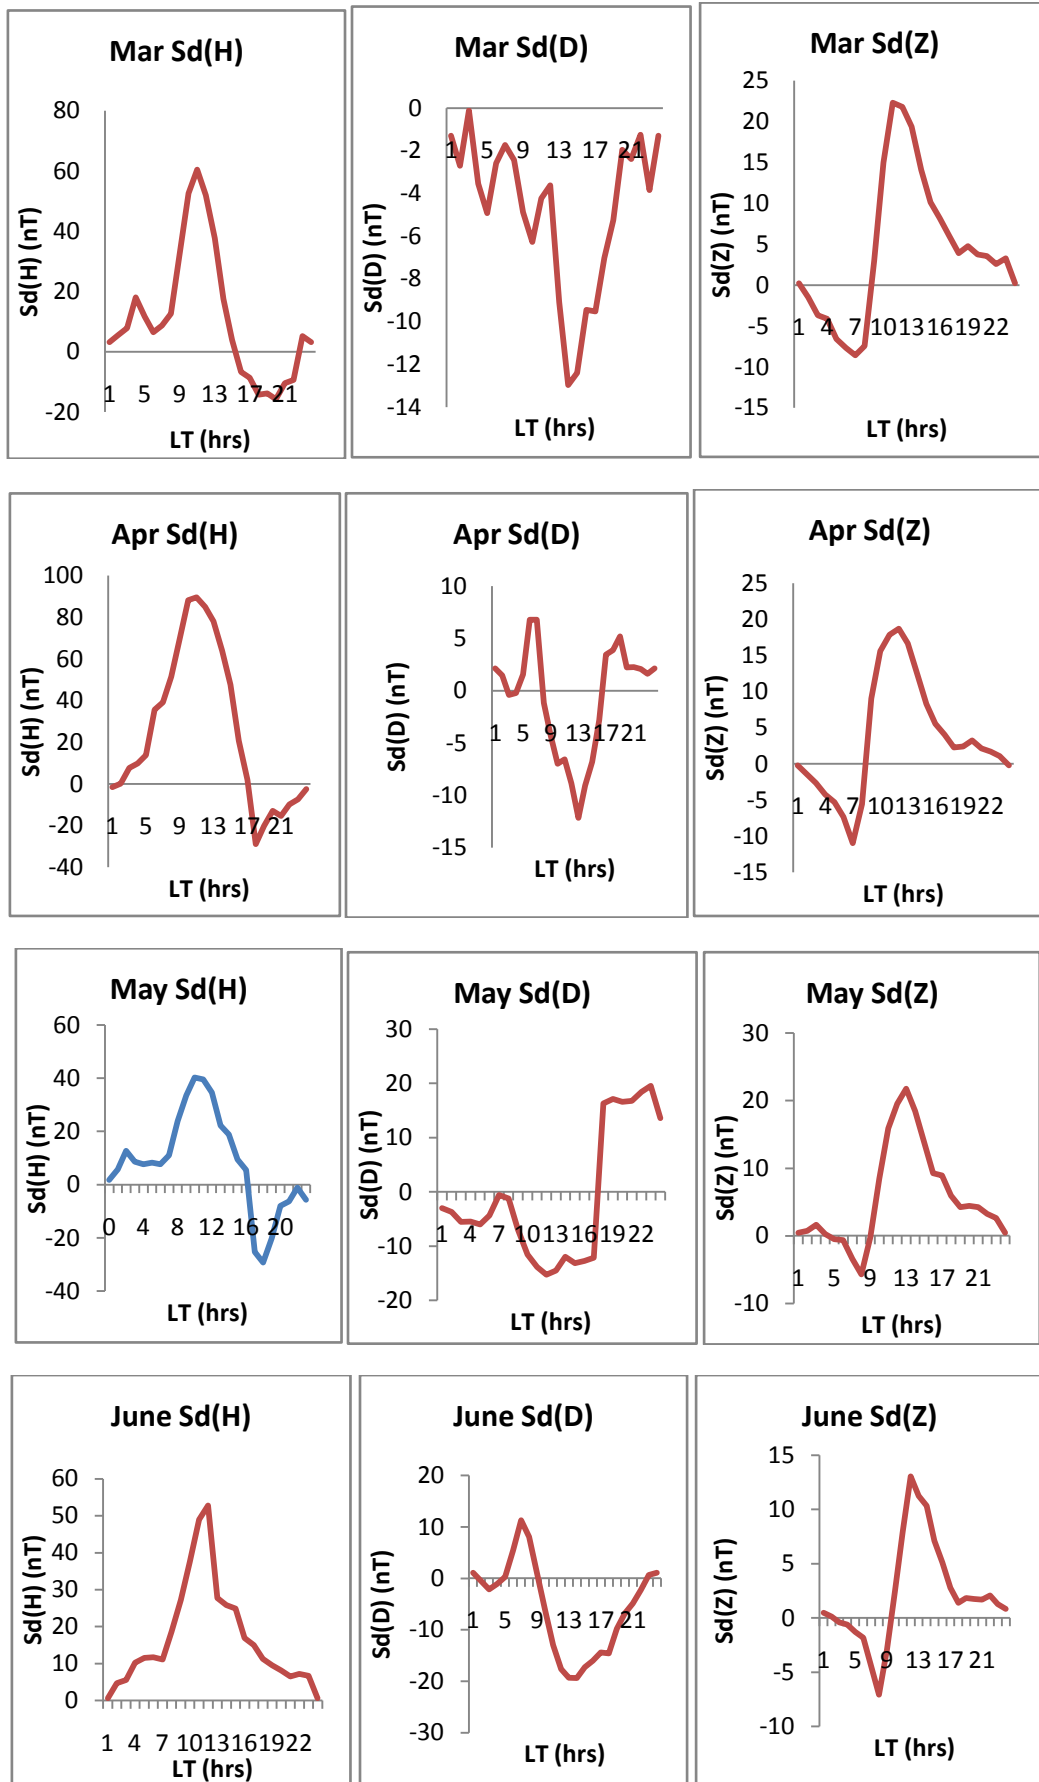 Mar Sd(H)
80
60
40
20
0
-20
Sd(H) (nT)
1 5 9 13 17 21
LT (hrs)
Mar Sd(D)
0
-2
-4
-6
-8
-10
-12
-14
Sd(D) (nT)
1 5 9 13 17 21
LT (hrs)
Mar Sd(Z)
25
20
15
10
5
0
-5
-10
-15
Sd(Z) (nT)
1 4 7 10 13 16 19 22
LT (hrs)
Apr Sd(H)
100
80
60
40
20
0
-20
-40
Sd(H) (nT)
1 5 9 13 17 21
LT (hrs)
Apr Sd(D)
10
5
0
-5
-10
-15
Sd(D) (nT)
1 5 9 13 17 21
LT (hrs)
Apr Sd(Z)
25
20
15
10
5
0
-5
-10
-15
Sd(Z) (nT)
1 4 7 10 13 16 19 22
LT (hrs)
May Sd(H)
60
40
20
0
-20
-40
Sd(H) (nT)
0 4 8 12 16 20
LT (hrs)
May Sd(D)
30
20
10
0
-10
-20
Sd(D) (nT)
1 4 7 10 13 16 19 22
LT (hrs)
May Sd(Z)
30
20
10
0
-10
Sd(Z) (nT)
1 5 9 13 17 21
LT (hrs)
June Sd(H)
60
50
40
30
20
10
0
Sd(H) (nT)
1 4 7 10 13 16 19 22
LT (hrs)
June Sd(D)
20
10
0
-10
-20
-30
Sd(D) (nT)
1 5 9 13 17 21
LT (hrs)
June Sd(Z)
15
10
5
0
-5
-10
Sd(Z) (nT)
1 5 9 13 17 21
LT (hrs)